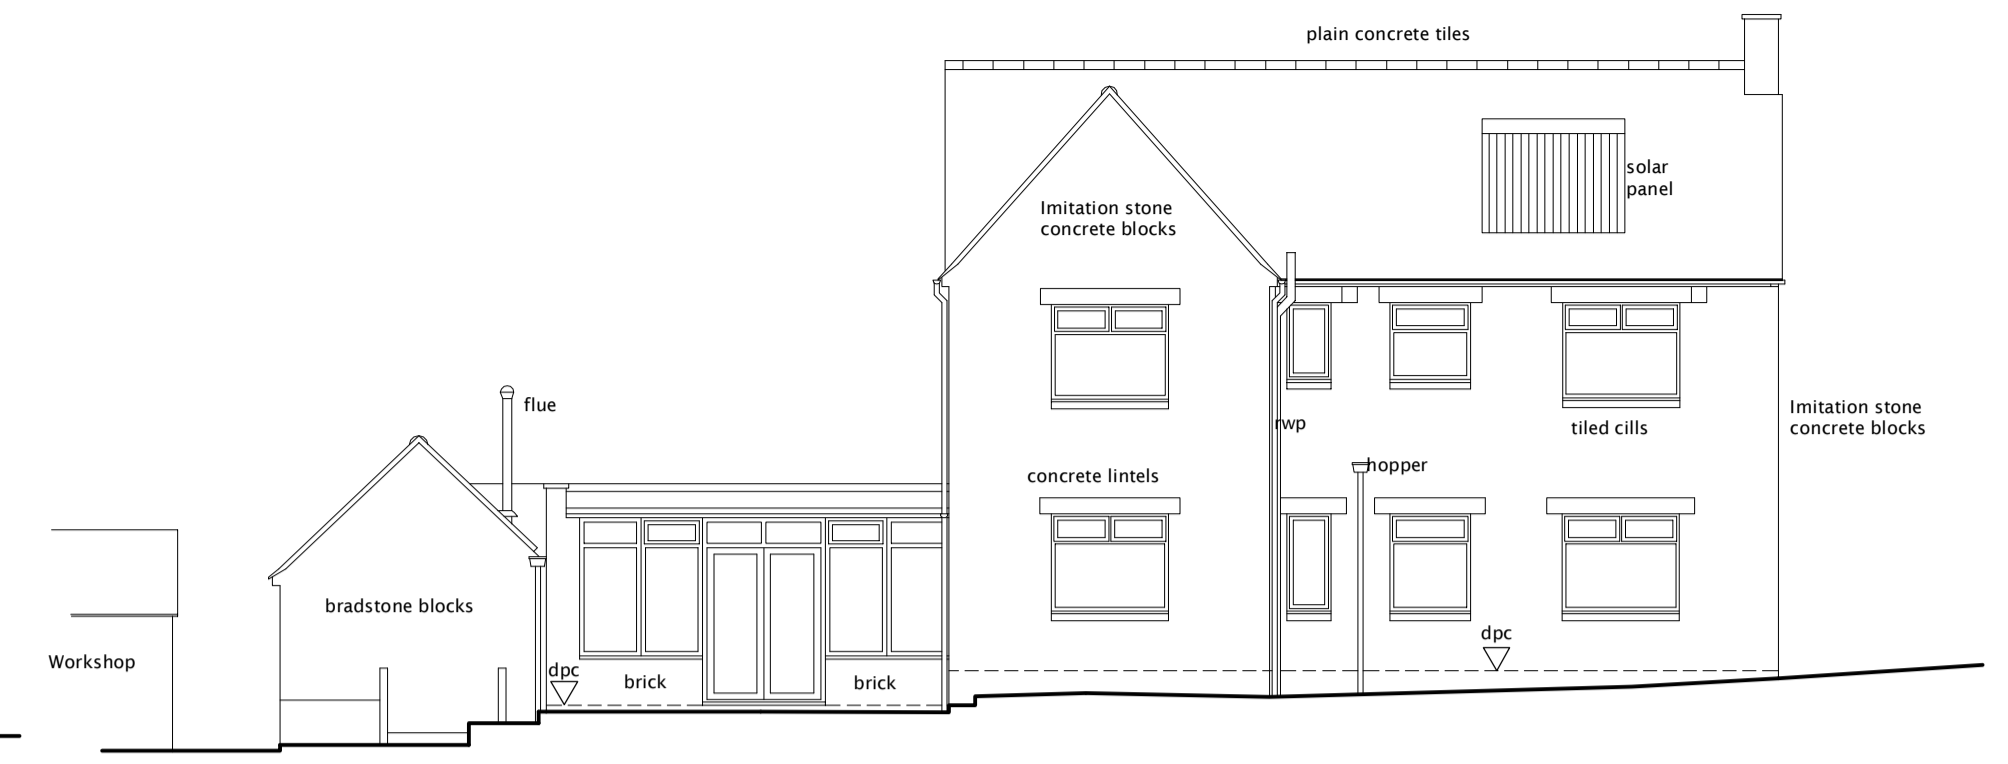 plain concrete tiles
solar
panel
Imitation stone
concrete blocks
flue
rwp
tiled cills
Imitation stone
concrete blocks
hopper
concrete lintels
bradstone blocks
dpc
Workshop
dpc
brick
brick